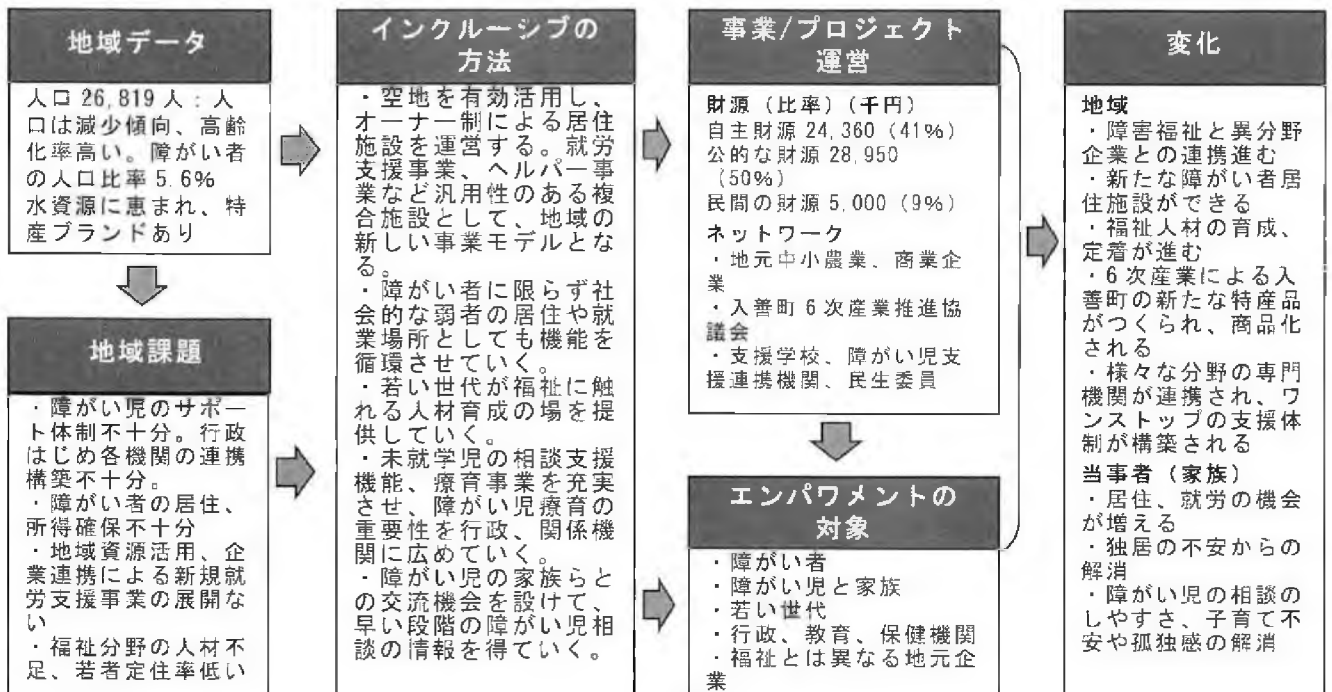 地域データ
人口 26,819 人：人
口は減少傾向、高齢
化率高い。障がい者
の人口比率 5.6%
水資源に恵まれ、特
産ブランドあり
地域課題
・障がい児のサポー
ト体制不十分。行政
はじめ各機関の連携
構築不十分。
・障がい者の居住、
所得確保不十分
・地域資源活用、企
業連携による新規就
労支援事業の展開な
い
・福祉分野の人材不
足、若者定住率低い
インクルーシブの
方法
・空地を有効活用し、
オーナー制による居住
施設を運営する。就労
支援事業、ヘルパー事
業など汎用性のある複
合施設として、地域の
新しい事業モデルとな
る。
・障がい者に限らず社
会的な弱者の居住や就
業場所としても機能を
循環させていく。
・若い世代が福祉に触
れる人材育成の場を提
供していく。
・未就学児の相談支援
機能、療育事業を充実
させ、障がい児療育の
重要性を行政、関係機
関に広めていく。
・障がい児の家族らと
の交流機会を設けて、
早い段階の障がい児相
談の情報を得ていく。
事業/プロジェクト
運営
財源（比率）（千円）
自主財源 24,360（41%）
公的な財源 28,950
（50%）
民間の財源 5,000（9%）
ネットワーク
・地元中小農業、商業企
業
・入善町 6 次産業推進協
議会
・支援学校、障がい児支
援連携機関、民生委員
エンパワメントの
対象
・障がい者
・障がい児と家族
・若い世代
・行政、教育、保健機関
・福祉とは異なる地元企
業
変化
地域
・障害福祉と異分野
企業との連携進む
・新たな障がい者居
住施設ができる
・福祉人材の育成、
定着が進む
・6 次産業による入
善町の新たな特産品
がつくられ、商品化
される
・様々な分野の専門
機関が連携され、ワ
ンストップの支援体
制が構築される
当事者（家族）
・居住、就労の機会
が増える
・独居の不安からの
解消
・障がい児の相談の
しやすさ、子育て不
安や孤独感の解消